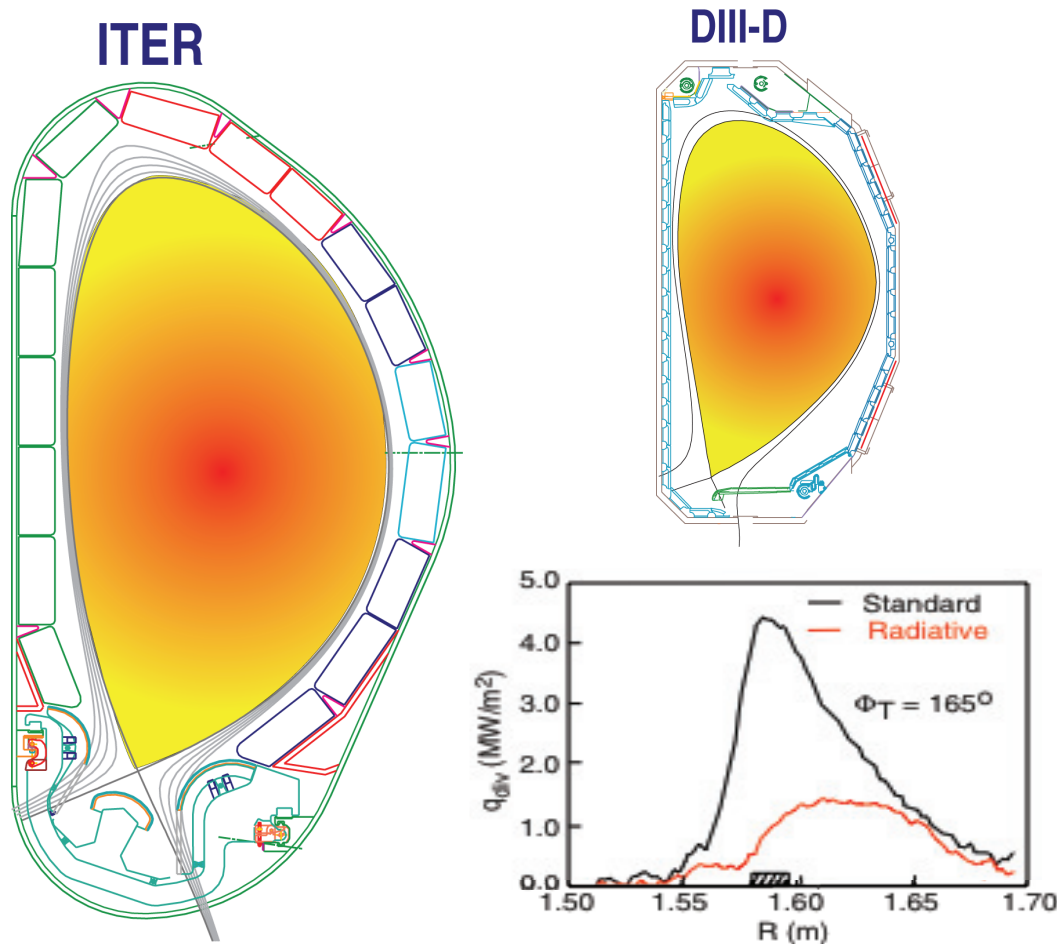 ITER
DIII-D
5.0
4.0
3.0
2.0
1.0
0.0
q_div (MW/m²)
Standard
Radiative
Φ_T = 165°
1.50
1.55
1.60
1.65
1.70
R (m)